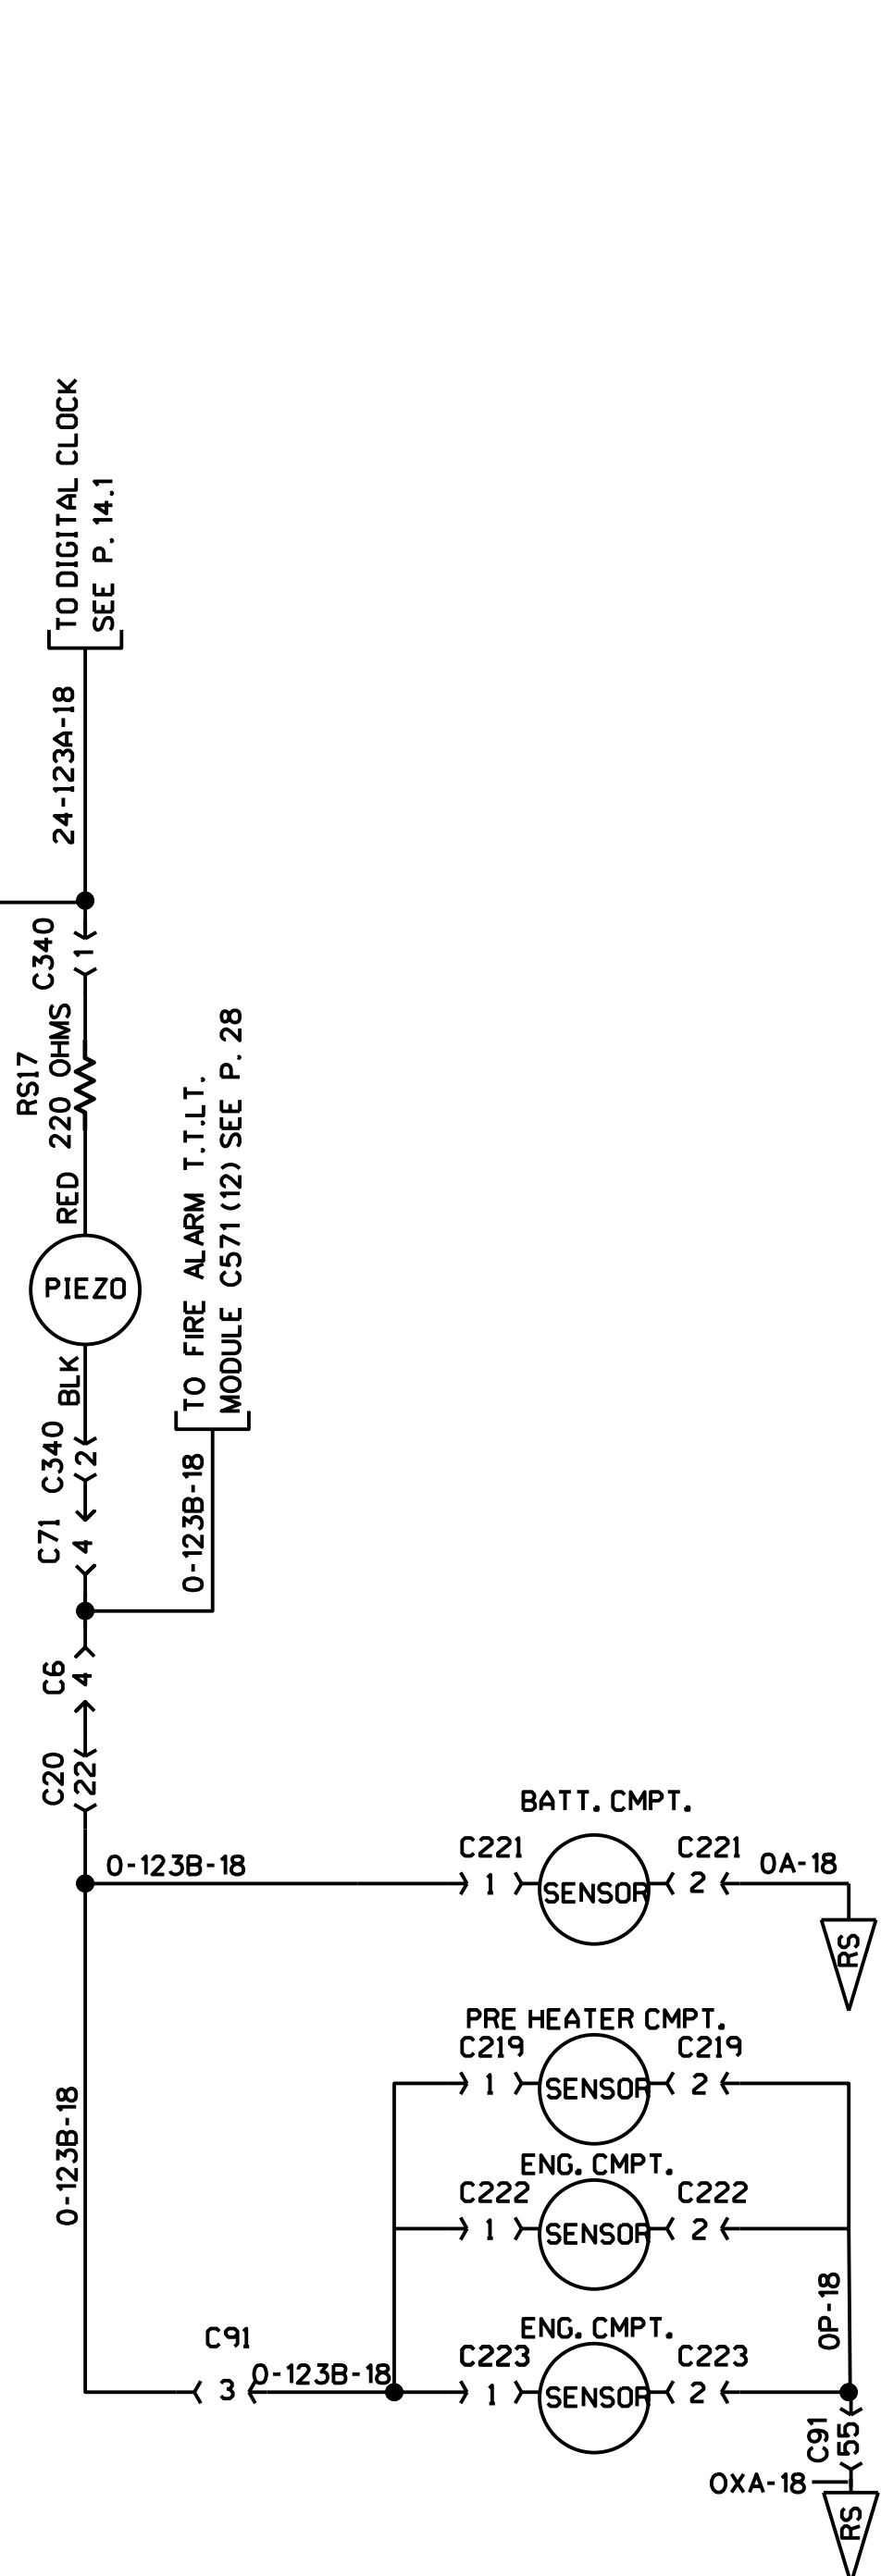 TO DIGITAL CLOCK
SEE P. 14.1
24-123A-18
C340
1
RS17
220 OHMS
RED
PIEZO
BLK
TO FIRE ALARM T.T.LT.
MODULE C571 (12) SEE P. 28
0-123B-18
C340
2
C71
4
C6
4
C20
22
BATT. CMPT.
0-123B-18
C221
1
SENSOR
C221
2
0A-18
RS
PRE HEATER CMPT.
C219
1
SENSOR
C219
2
ENG. CMPT.
C222
1
SENSOR
C222
2
0-123B-18
0P-18
ENG. CMPT.
C91
3
0-123B-18
C223
1
SENSOR
C223
2
C91
55
0XA-18
RS